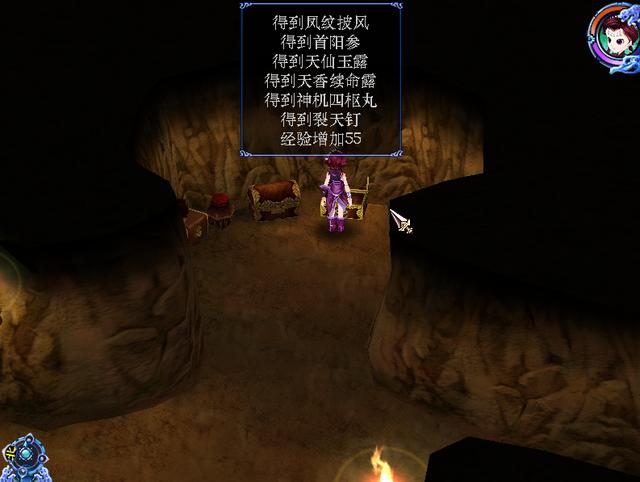 得到凤纹披风
得到首阳参
得到天仙玉露
得到天香续命露
得到神机四枢丸
得到裂天钉
经验增加55